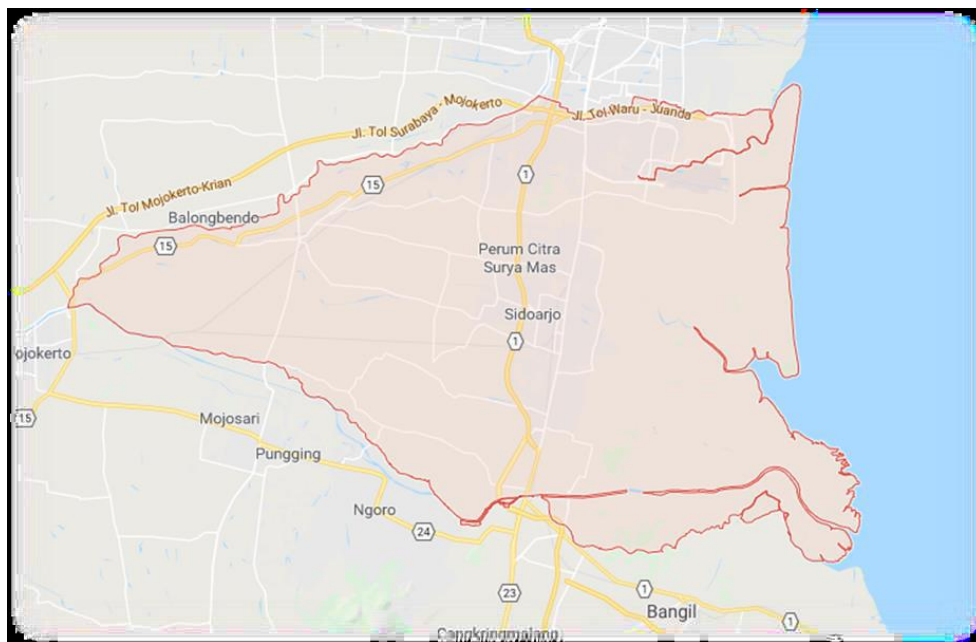 Jl. Tol Surabaya - Mojokerto
Jl. Tol Waru - Juanda
1
15
Jl. Tol Mojokerto-Krian
Balongbendo
15
Perum Citra
Surya Mas
Sidoarjo
1
ojokerto
15
Mojosari
Pungging
Ngoro
24
23
1
Bangil
1
Cangkringmalang